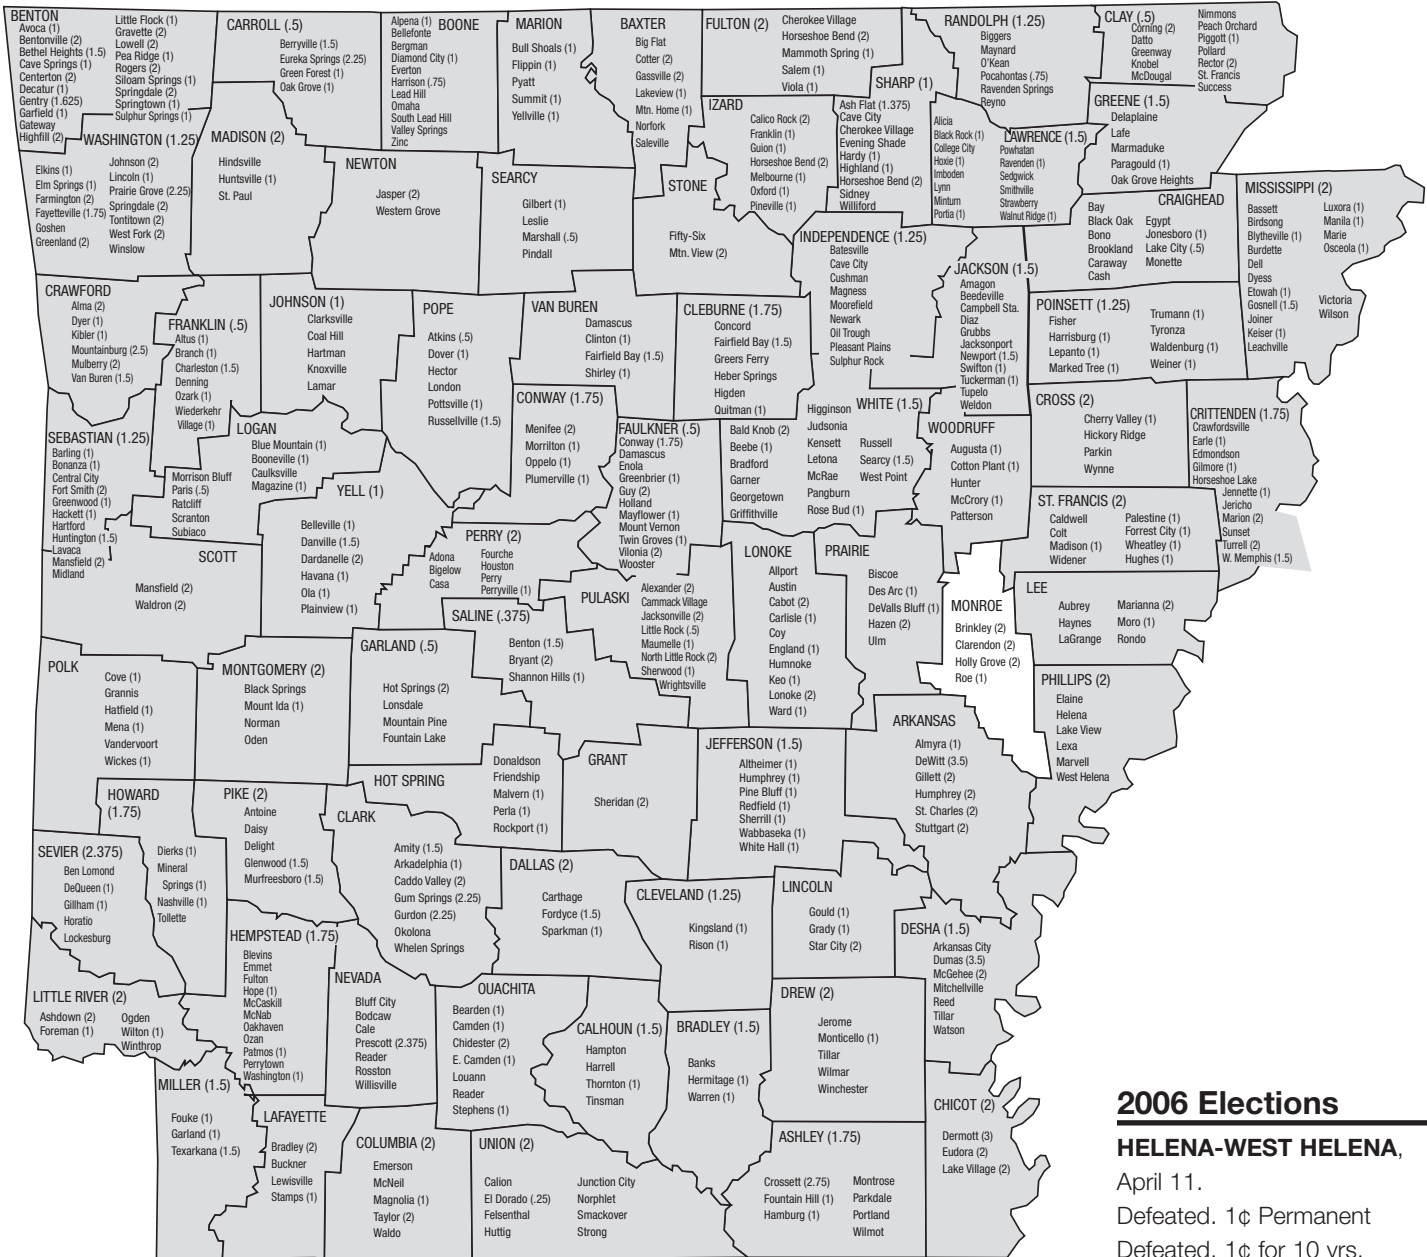 BENTON
Avoca (1)
Bentonville (2)
Bethel Heights (1.5)
Cave Springs (1)
Centerton (2)
Decatur (1)
Gentry (1.625)
Garfield (1)
Gateway
Highfill (2)
Little Flock (1)
Gravette (2)
Lowell (2)
Pea Ridge (1)
Rogers (2)
Siloam Springs (1)
Springdale (2)
Springtown (1)
Sulphur Springs (1)
CARROLL (.5)
Berryville (1.5)
Eureka Springs (2.25)
Green Forest (1)
Oak Grove (1)
BOONE
Alpena (1)
Bellefonte
Bergman
Diamond City (1)
Everton
Harrison (.75)
Lead Hill
Omaha
South Lead Hill
Valley Springs
Zinc
MARION
Bull Shoals (1)
Flippin (1)
Pyatt
Summit (1)
Yellville (1)
BAXTER
Big Flat
Cotter (2)
Gassville (2)
Lakeview (1)
Mtn. Home (1)
Norfork
Saleville
FULTON (2)
Cherokee Village
Horseshoe Bend (2)
Mammoth Spring (1)
Salem (1)
Viola (1)
SHARP (1)
Ash Flat (1.375)
Cave City
Cherokee Village
Evening Shade
Hardy (1)
Highland (1)
Horseshoe Bend (2)
Sidney
Williford
RANDOLPH (1.25)
Biggers
Maynard
O'Kean
Pocahontas (.75)
Ravenden Springs
Reyno
CLAY (.5)
Corning (2)
Datto
Greenway
Knobel
McDougal
Nimmons
Peach Orchard
Piggott (1)
Pollard
Rector (2)
St. Francis
Success
GREENE (1.5)
Delaplaine
Lafe
Marmaduke
Paragould (1)
Oak Grove Heights
IZARD
Calico Rock (2)
Franklin (1)
Guion (1)
Horseshoe Bend (2)
Melbourne (1)
Oxford (1)
Pineville (1)
LAWRENCE (1.5)
Alicia
Black Rock (1)
College City
Hoxie (1)
Imboden
Lynn
Minturn
Portia (1)
Powhatan
Ravenden (1)
Sedgwick
Smithville
Strawberry
Walnut Ridge (1)
WASHINGTON (1.25)
Elkins (1)
Elm Springs (1)
Farmington (2)
Fayetteville (1.75)
Goshen
Greenland (2)
Johnson (2)
Lincoln (1)
Prairie Grove (2.25)
Springdale (2)
Tontitown (2)
West Fork (2)
Winslow
MADISON (2)
Hindsville
Huntsville (1)
St. Paul
NEWTON
Jasper (2)
Western Grove
SEARCY
Gilbert (1)
Leslie
Marshall (.5)
Pindall
STONE
Fifty-Six
Mtn. View (2)
INDEPENDENCE (1.25)
Batesville
Cave City
Cushman
Magness
Moorefield
Newark
Oil Trough
Pleasant Plains
Sulphur Rock
JACKSON (1.5)
Amagon
Beedeville
Campbell Sta.
Diaz
Grubbs
Jacksonport
Newport (1.5)
Swifton (1)
Tuckerman (1)
Tupelo
Weldon
CRAIGHEAD
Bay
Black Oak
Bono
Brookland
Caraway
Cash
Egypt
Jonesboro (1)
Lake City (.5)
Monette
MISSISSIPPI (2)
Bassett
Birdsong
Blytheville (1)
Burdette
Dell
Dyess
Etowah (1)
Gosnell (1.5)
Joiner
Keiser (1)
Leachville
Luxora (1)
Manila (1)
Marie
Osceola (1)
Victoria
Wilson
CRAWFORD
Alma (2)
Dyer (1)
Kibler (1)
Mountainburg (2.5)
Mulberry (2)
Van Buren (1.5)
FRANKLIN (.5)
Altus (1)
Branch (1)
Charleston (1.5)
Denning
Ozark (1)
Wiederkehr
Village (1)
JOHNSON (1)
Clarksville
Coal Hill
Hartman
Knoxville
Lamar
POPE
Atkins (.5)
Dover (1)
Hector
London
Pottsville (1)
Russellville (1.5)
VAN BUREN
Damascus
Clinton (1)
Fairfield Bay (1.5)
Shirley (1)
CLEBURNE (1.75)
Concord
Fairfield Bay (1.5)
Greers Ferry
Heber Springs
Higden
Quitman (1)
POINSETT (1.25)
Fisher
Harrisburg (1)
Lepanto (1)
Marked Tree (1)
Trumann (1)
Tyronza
Waldenburg (1)
Weiner (1)
SEBASTIAN (1.25)
Barling (1)
Bonanza (1)
Central City
Fort Smith (2)
Greenwood (1)
Hackett (1)
Hartford
Huntington (1.5)
Lavaca
Mansfield (2)
Midland
LOGAN
Blue Mountain (1)
Booneville (1)
Caulksville
Magazine (1)
Morrison Bluff
Paris (.5)
Ratcliff
Scranton
Subiaco
CONWAY (1.75)
Menifee (2)
Morrilton (1)
Oppelo (1)
Plumerville (1)
FAULKNER (.5)
Conway (1.75)
Damascus
Enola
Greenbrier (1)
Guy (2)
Holland
Mayflower (1)
Mount Vernon
Twin Groves (1)
Vilonia (2)
Wooster
WHITE (1.5)
Bald Knob (2)
Beebe (1)
Bradford
Garner
Georgetown
Griffithville
Higginson
Judsonia
Kensett
Letona
McRae
Pangburn
Rose Bud (1)
Russell
Searcy (1.5)
West Point
WOODRUFF
Augusta (1)
Cotton Plant (1)
Hunter
McCrory (1)
Patterson
CROSS (2)
Cherry Valley (1)
Hickory Ridge
Parkin
Wynne
CRITTENDEN (1.75)
Crawfordsville
Earle (1)
Edmondson
Gilmore (1)
Horseshoe Lake
Jennette (1)
Jericho
Marion (2)
Sunset
Turrell (2)
W. Memphis (1.5)
ST. FRANCIS (2)
Caldwell
Colt
Madison (1)
Widener
Palestine (1)
Forrest City (1)
Wheatley (1)
Hughes (1)
YELL (1)
Belleville (1)
Danville (1.5)
Dardanelle (2)
Havana (1)
Ola (1)
Plainview (1)
SCOTT
Mansfield (2)
Waldron (2)
PERRY (2)
Adona
Bigelow
Casa
Fourche
Houston
Perry
Perryville (1)
SALINE (.375)
Benton (1.5)
Bryant (2)
Shannon Hills (1)
PULASKI
Alexander (2)
Cammack Village
Jacksonville (2)
Little Rock (.5)
Maumelle (1)
North Little Rock (2)
Sherwood (1)
Wrightsville
LONOKE
Allport
Austin
Cabot (2)
Carlisle (1)
Coy
England (1)
Humnoke
Keo (1)
Lonoke (2)
Ward (1)
PRAIRIE
Biscoe
Des Arc (1)
DeValls Bluff (1)
Hazen (2)
Ulm
MONROE
Brinkley (2)
Clarendon (2)
Holly Grove (2)
Roe (1)
LEE
Aubrey
Haynes
LaGrange
Marianna (2)
Moro (1)
Rondo
PHILLIPS (2)
Elaine
Helena
Lake View
Lexa
Marvell
West Helena
POLK
Cove (1)
Grannis
Hatfield (1)
Mena (1)
Vandervoort
Wickes (1)
MONTGOMERY (2)
Black Springs
Mount Ida (1)
Norman
Oden
GARLAND (.5)
Hot Springs (2)
Lonsdale
Mountain Pine
Fountain Lake
HOT SPRING
Donaldson
Friendship
Malvern (1)
Perla (1)
Rockport (1)
GRANT
Sheridan (2)
JEFFERSON (1.5)
Altheimer (1)
Humphrey (1)
Pine Bluff (1)
Redfield (1)
Sherrill (1)
Wabbaseka (1)
White Hall (1)
ARKANSAS
Almyra (1)
DeWitt (3.5)
Gillett (2)
Humphrey (2)
St. Charles (2)
Stuttgart (2)
HOWARD
(1.75)
Dierks (1)
Mineral
Springs (1)
Nashville (1)
Tollette
PIKE (2)
Antoine
Daisy
Delight
Glenwood (1.5)
Murfreesboro (1.5)
CLARK
Amity (1.5)
Arkadelphia (1)
Caddo Valley (2)
Gum Springs (2.25)
Gurdon (2.25)
Okolona
Whelen Springs
DALLAS (2)
Carthage
Fordyce (1.5)
Sparkman (1)
CLEVELAND (1.25)
Kingsland (1)
Rison (1)
LINCOLN
Gould (1)
Grady (1)
Star City (2)
DESHA (1.5)
Arkansas City
Dumas (3.5)
McGehee (2)
Mitchellville
Reed
Tillar
Watson
SEVIER (2.375)
Ben Lomond
DeQueen (1)
Gillham (1)
Horatio
Lockesburg
LITTLE RIVER (2)
Ashdown (2)
Foreman (1)
Ogden
Wilton (1)
Winthrop
HEMPSTEAD (1.75)
Blevins
Emmet
Fulton
Hope (1)
McCaskill
McNab
Oakhaven
Ozan
Patmos (1)
Perrytown
Washington (1)
NEVADA
Bluff City
Bodcaw
Cale
Prescott (2.375)
Reader
Rosston
Willisville
OUACHITA
Bearden (1)
Camden (1)
Chidester (2)
E. Camden (1)
Louann
Reader
Stephens (1)
CALHOUN (1.5)
Hampton
Harrell
Thornton (1)
Tinsman
BRADLEY (1.5)
Banks
Hermitage (1)
Warren (1)
DREW (2)
Jerome
Monticello (1)
Tillar
Wilmar
Winchester
MILLER (1.5)
Fouke (1)
Garland (1)
Texarkana (1.5)
LAFAYETTE
Bradley (2)
Buckner
Lewisville
Stamps (1)
COLUMBIA (2)
Emerson
McNeil
Magnolia (1)
Taylor (2)
Waldo
UNION (2)
Calion
El Dorado (.25)
Felsenthal
Huttig
Junction City
Norphlet
Smackover
Strong
ASHLEY (1.75)
Crossett (2.75)
Fountain Hill (1)
Hamburg (1)
Montrose
Parkdale
Portland
Wilmot
CHICOT (2)
Dermott (3)
Eudora (2)
Lake Village (2)
2006 Elections
HELENA-WEST HELENA,
April 11.
Defeated. 1¢ Permanent
Defeated. 1¢ for 10 yrs.